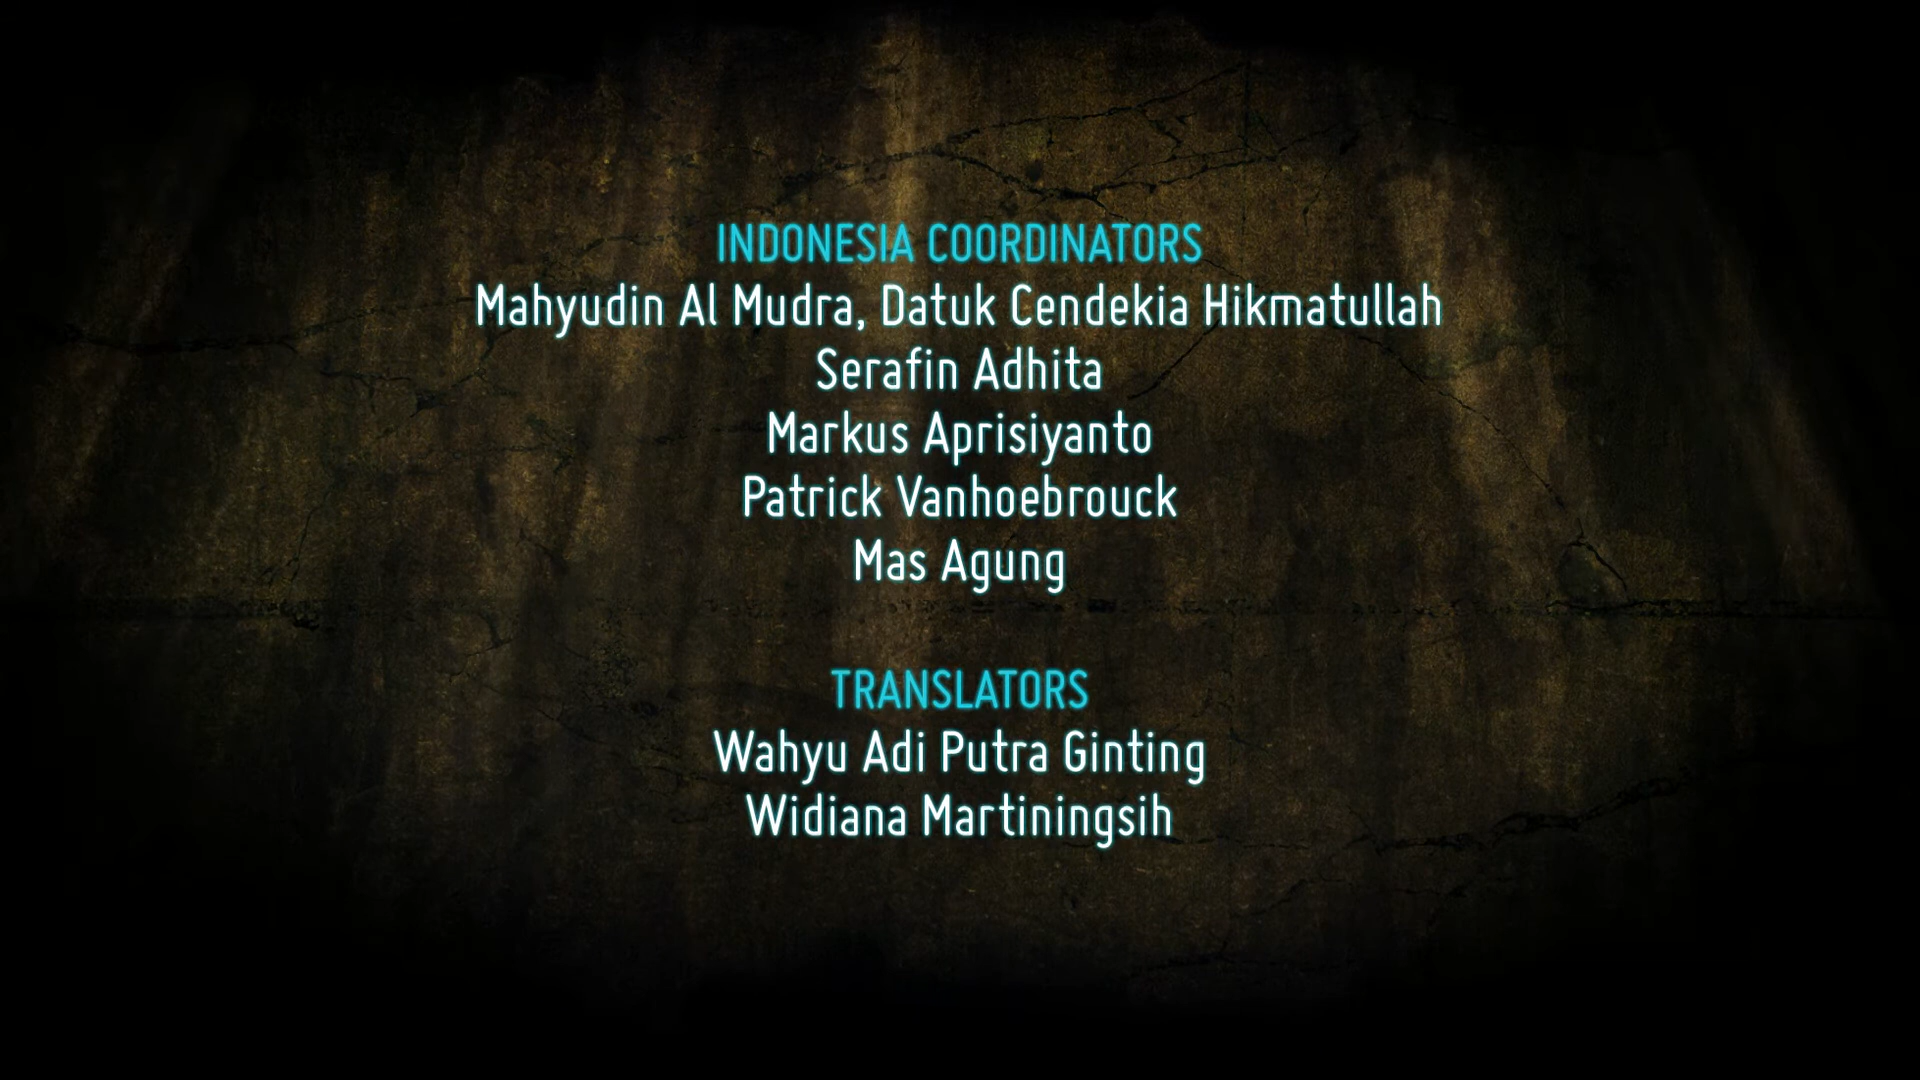 INDONESIA COORDINATORS
Mahyudin Al Mudra, Datuk Cendekia Hikmatullah
Serafin Adhita
Markus Aprisiyanto
Patrick Vanhoebrouck
Mas Agung
TRANSLATORS
Wahyu Adi Putra Ginting
Widiana Martiningsih